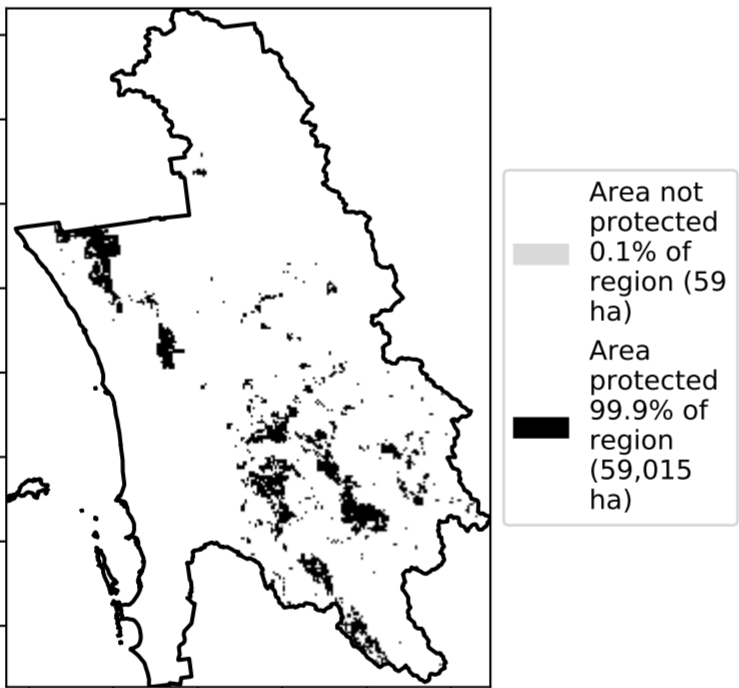 Area not
protected
0.1% of
region (59
ha)
Area
protected
99.9% of
region
(59,015
ha)